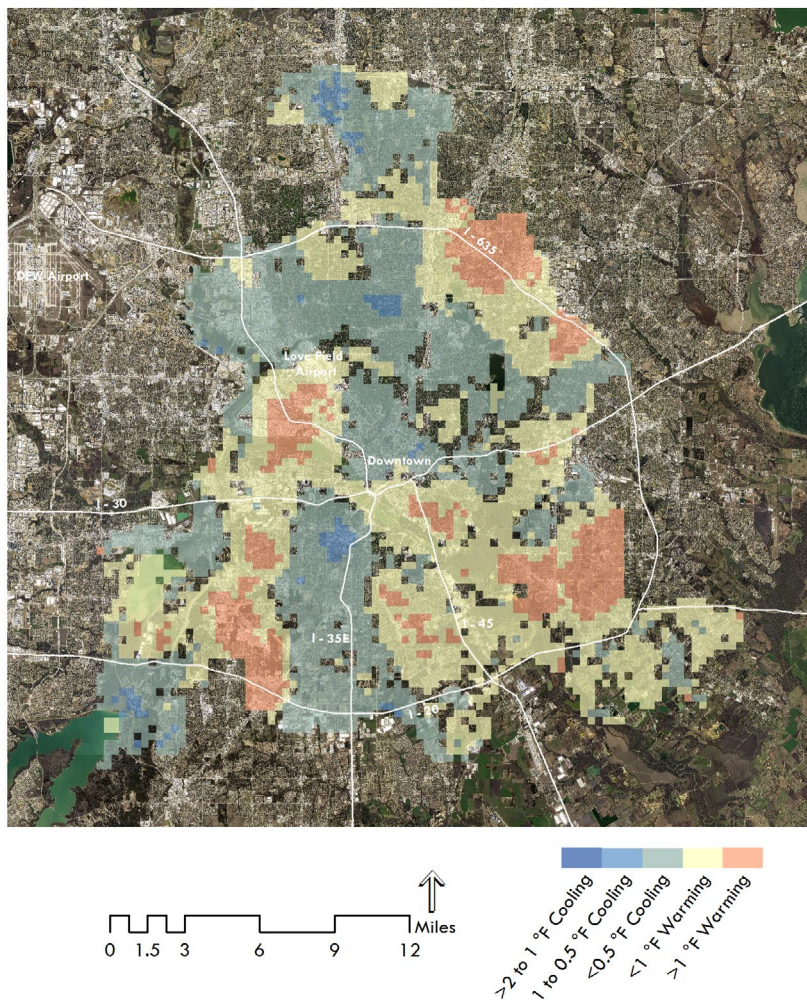 I - 635
DFW Airport
Love Field
Airport
Downtown
I - 30
I - 45
I - 35E
Miles
0 1.5 3 6 9 12
>2 to 1 °F Cooling
1 to 0.5 °F Cooling
<0.5 °F Cooling
<1 °F Warming
>1 °F Warming